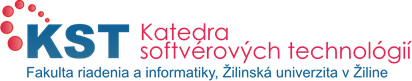 KST Katedra
softvérových technológií
Fakulta riadenia a informatiky, Žilinská univerzita v Žiline